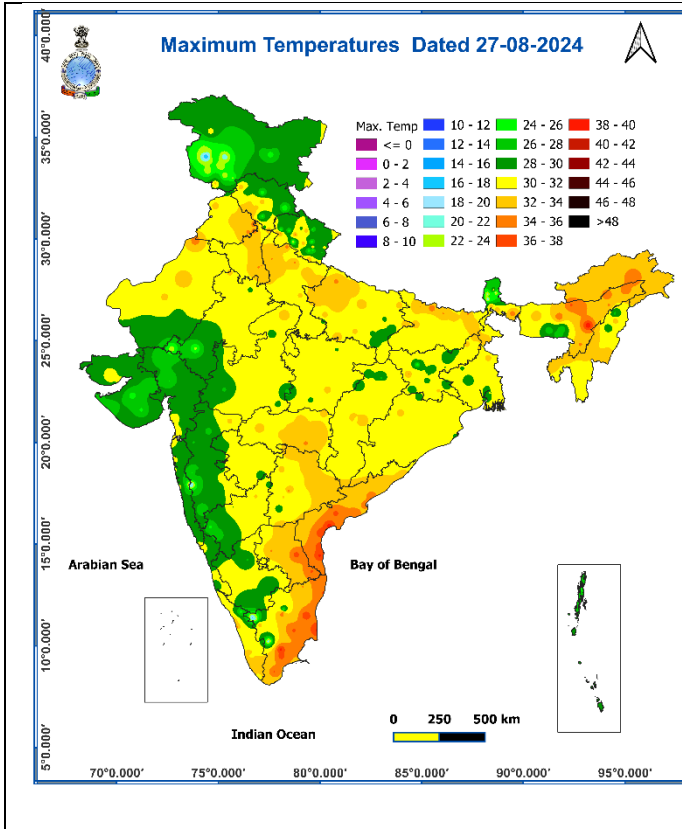 Maximum Temperatures Dated 27-08-2024
Max. Temp
<= 0
0 - 2
2 - 4
4 - 6
6 - 8
8 - 10
10 - 12
12 - 14
14 - 16
16 - 18
18 - 20
20 - 22
22 - 24
24 - 26
26 - 28
28 - 30
30 - 32
32 - 34
34 - 36
36 - 38
38 - 40
40 - 42
42 - 44
44 - 46
46 - 48
>48
40°0.000'
35°0.000'
30°0.000'
25°0.000'
20°0.000'
15°0.000'
10°0.000'
5°0.000'
Arabian Sea
Bay of Bengal
Indian Ocean
0 250 500 km
70°0.000' 75°0.000' 80°0.000' 85°0.000' 90°0.000' 95°0.000'